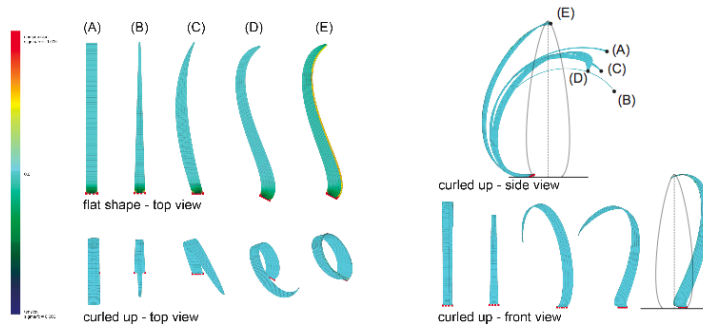 (A) (B) (C) (D) (E)
flat shape - top view
curled up - top view
(E)
(A)
(C)
(D)
(B)
curled up - side view
curled up - front view